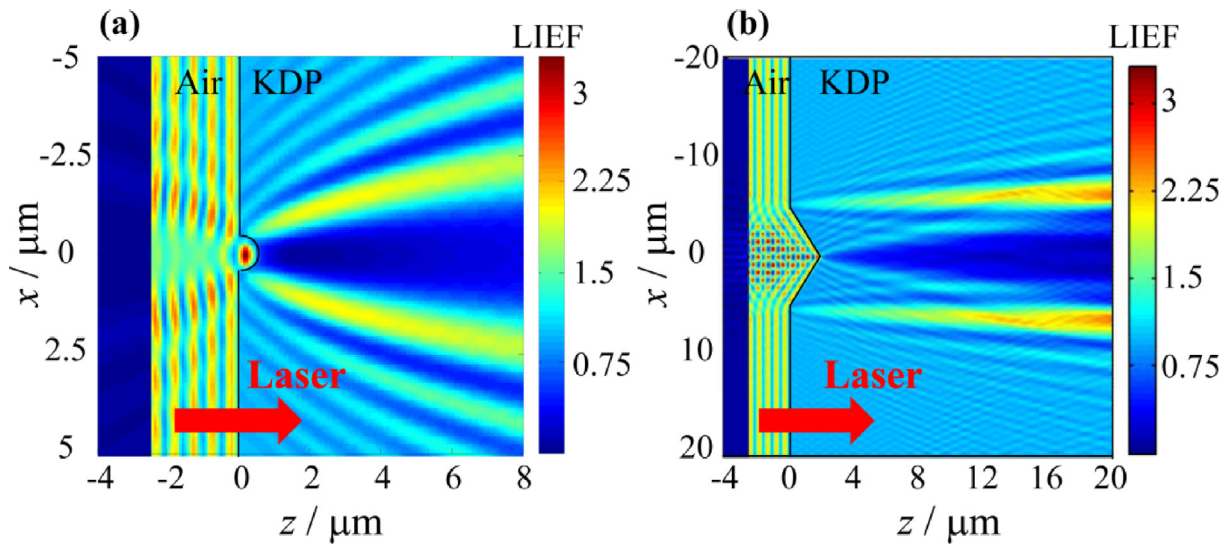 (a)
LIEF
Air KDP
-5
-2.5
-0
2.5
5
x / μm
-4 -2 0 2 4 6 8
z / μm
Laser
3
2.25
1.5
0.75
(b)
LIEF
Air KDP
-20
-10
0
10
20
x / μm
-4 0 4 8 12 16 20
z / μm
Laser
3
2.25
1.5
0.75